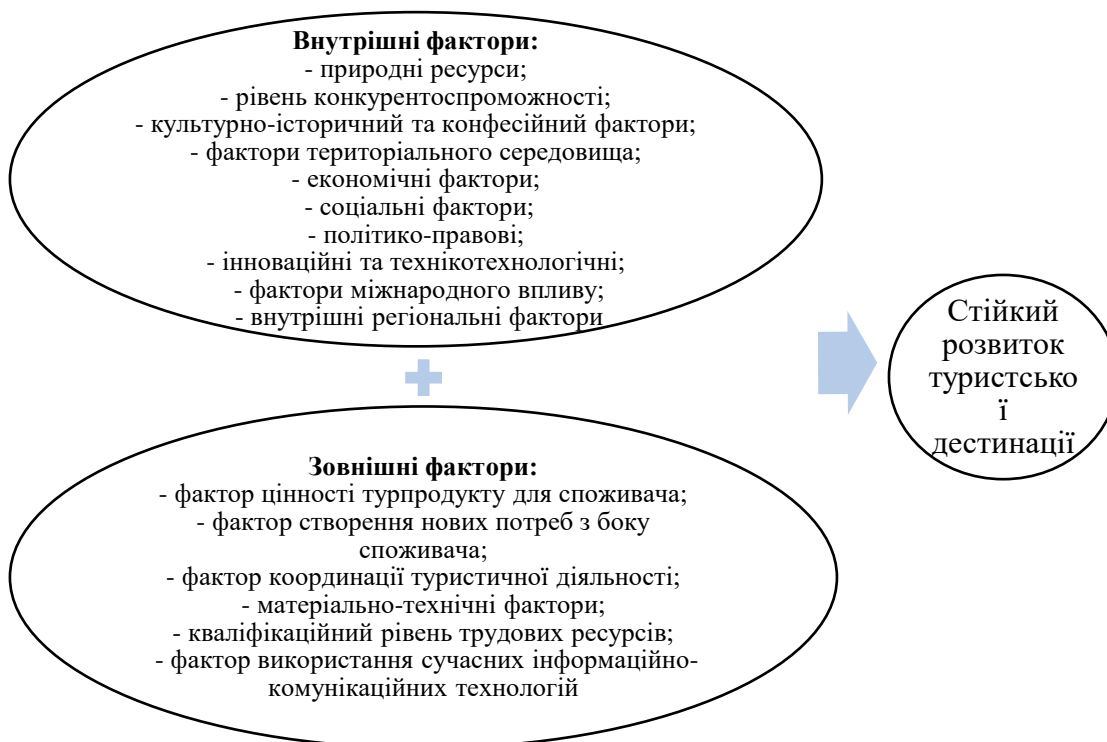 Внутрішні фактори:
- природні ресурси;
- рівень конкурентоспроможності;
- культурно-історичний та конфесійний фактори;
- фактори територіального середовища;
- економічні фактори;
- соціальні фактори;
- політико-правові;
- інноваційні та технікотехнологічні;
- фактори міжнародного впливу;
- внутрішні регіональні фактори
Зовнішні фактори:
- фактор цінності турпродукту для споживача;
- фактор створення нових потреб з боку
споживача;
- фактор координації туристичної діяльності;
- матеріально-технічні фактори;
- кваліфікаційний рівень трудових ресурсів;
- фактор використання сучасних інформаційно-
комунікаційних технологій
Стійкий
розвиток
туристсько
ї
дестинації